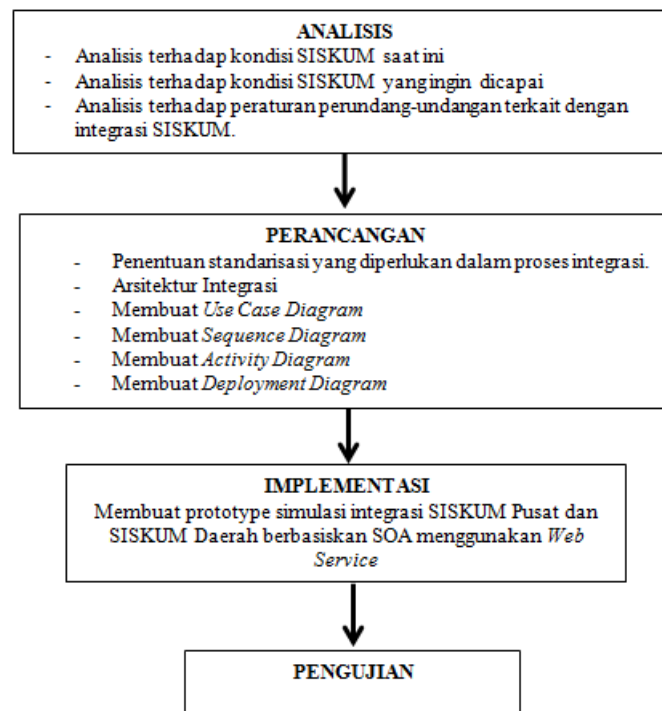 ANALISIS
- Analisis terhadap kondisi SISKUM saat ini
- Analisis terhadap kondisi SISKUM yang ingin dicapai
- Analisis terhadap peraturan perundang-undangan terkait dengan
integrasi SISKUM.
PERANCANGAN
- Penentuan standarisasi yang diperlukan dalam proses integrasi.
- Arsitektur Integrasi
- Membuat Use Case Diagram
- Membuat Sequence Diagram
- Membuat Activity Diagram
- Membuat Deployment Diagram
IMPLEMENTASI
Membuat prototype simulasi integrasi SISKUM Pusat dan
SISKUM Daerah berbasiskan SOA menggunakan Web
Service
PENGUJIAN